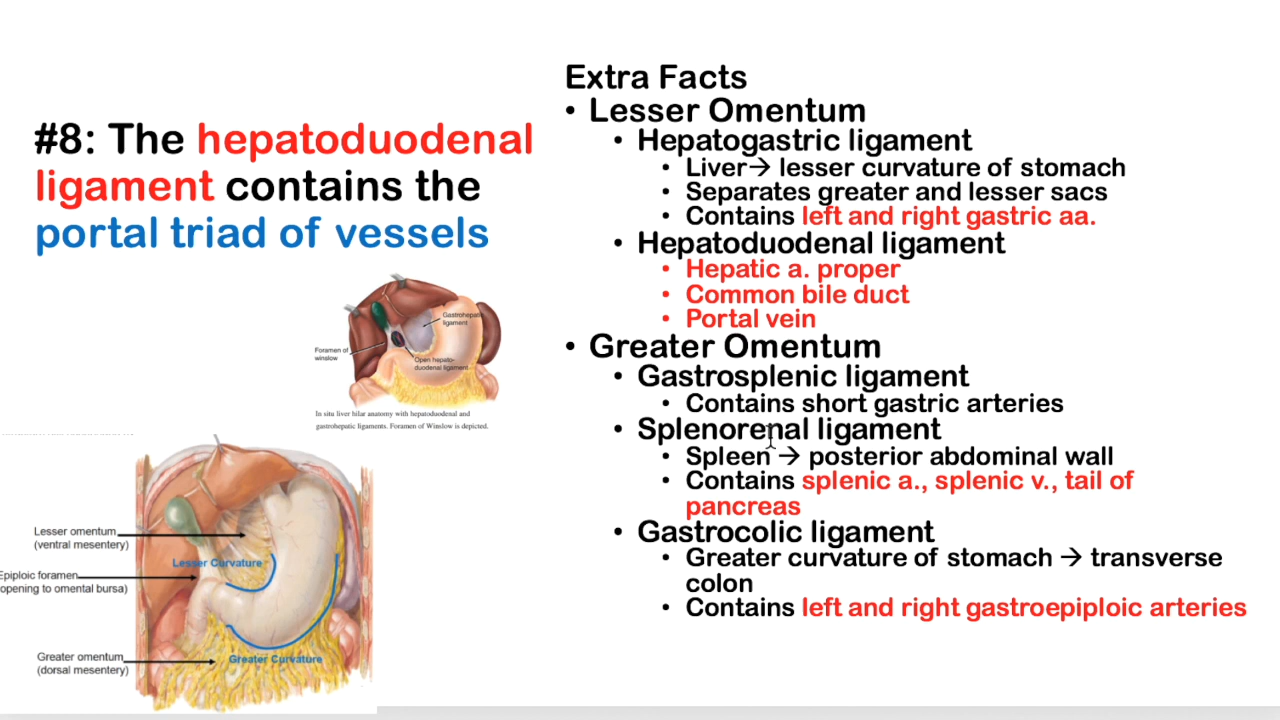 #8: The hepatoduodenal
ligament contains the
portal triad of vessels
Gastrohepatic
ligament
Foramen of
winslow
Open hepato-
duodenal ligament
In situ liver hilar anatomy with hepatoduodenal and
gastrohepatic ligaments. Foramen of Winslow is depicted.
Lesser omentum
(ventral mesentery)
Lesser Curvature
Epiploic foramen
opening to omental bursa)
Greater omentum
(dorsal mesentery)
Greater Curvature
Extra Facts
• Lesser Omentum
• Hepatogastric ligament
• Liver→ lesser curvature of stomach
• Separates greater and lesser sacs
• Contains left and right gastric aa.
• Hepatoduodenal ligament
• Hepatic a. proper
• Common bile duct
• Portal vein
• Greater Omentum
• Gastrosplenic ligament
• Contains short gastric arteries
• Splenorenal ligament
• Spleen → posterior abdominal wall
• Contains splenic a., splenic v., tail of
pancreas
• Gastrocolic ligament
• Greater curvature of stomach → transverse
colon
• Contains left and right gastroepiploic arteries